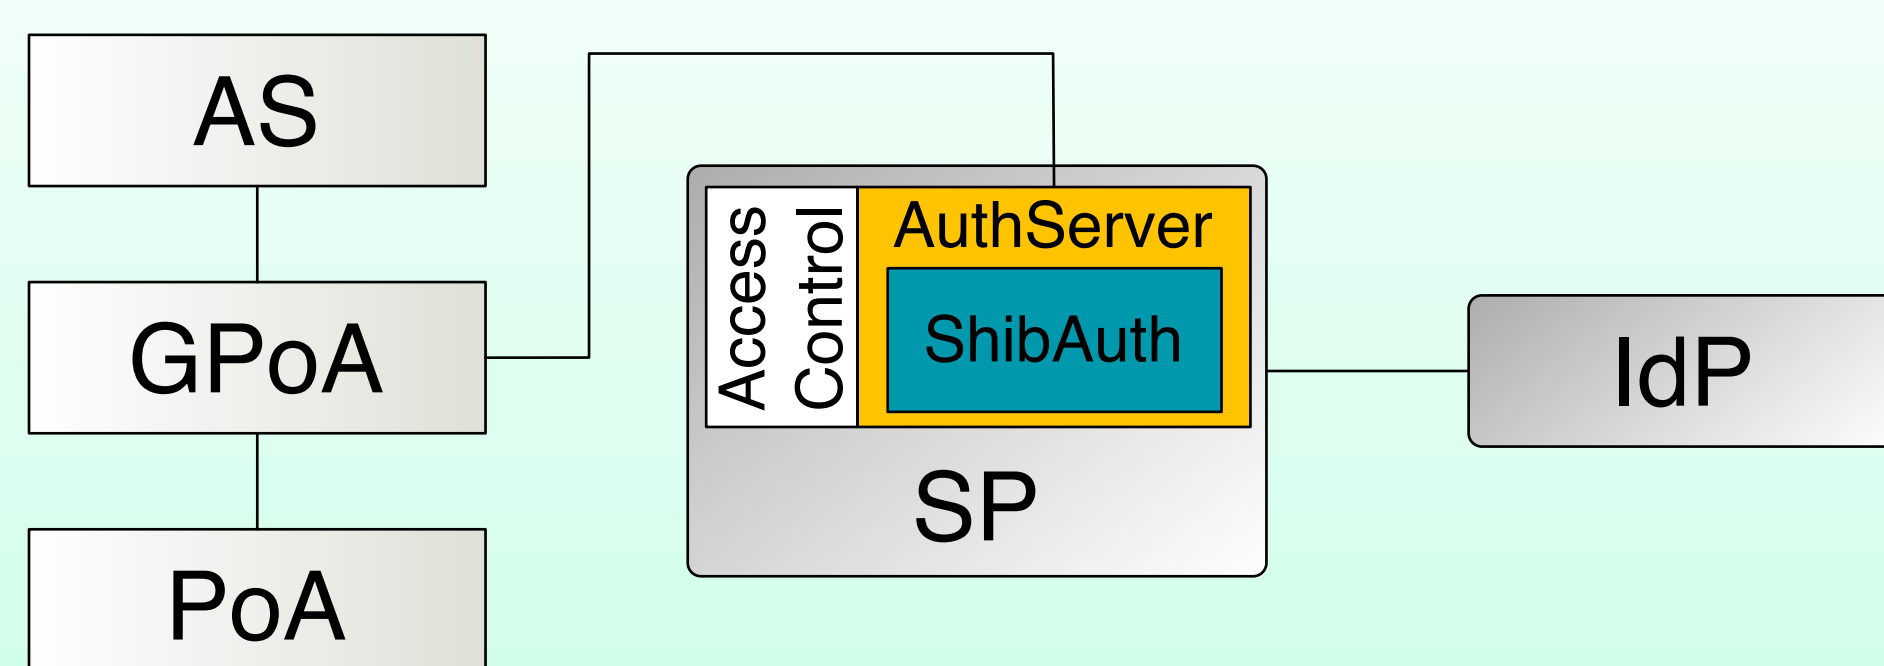 AS
GPoA
PoA
Access
Control
AuthServer
ShibAuth
SP
IdP